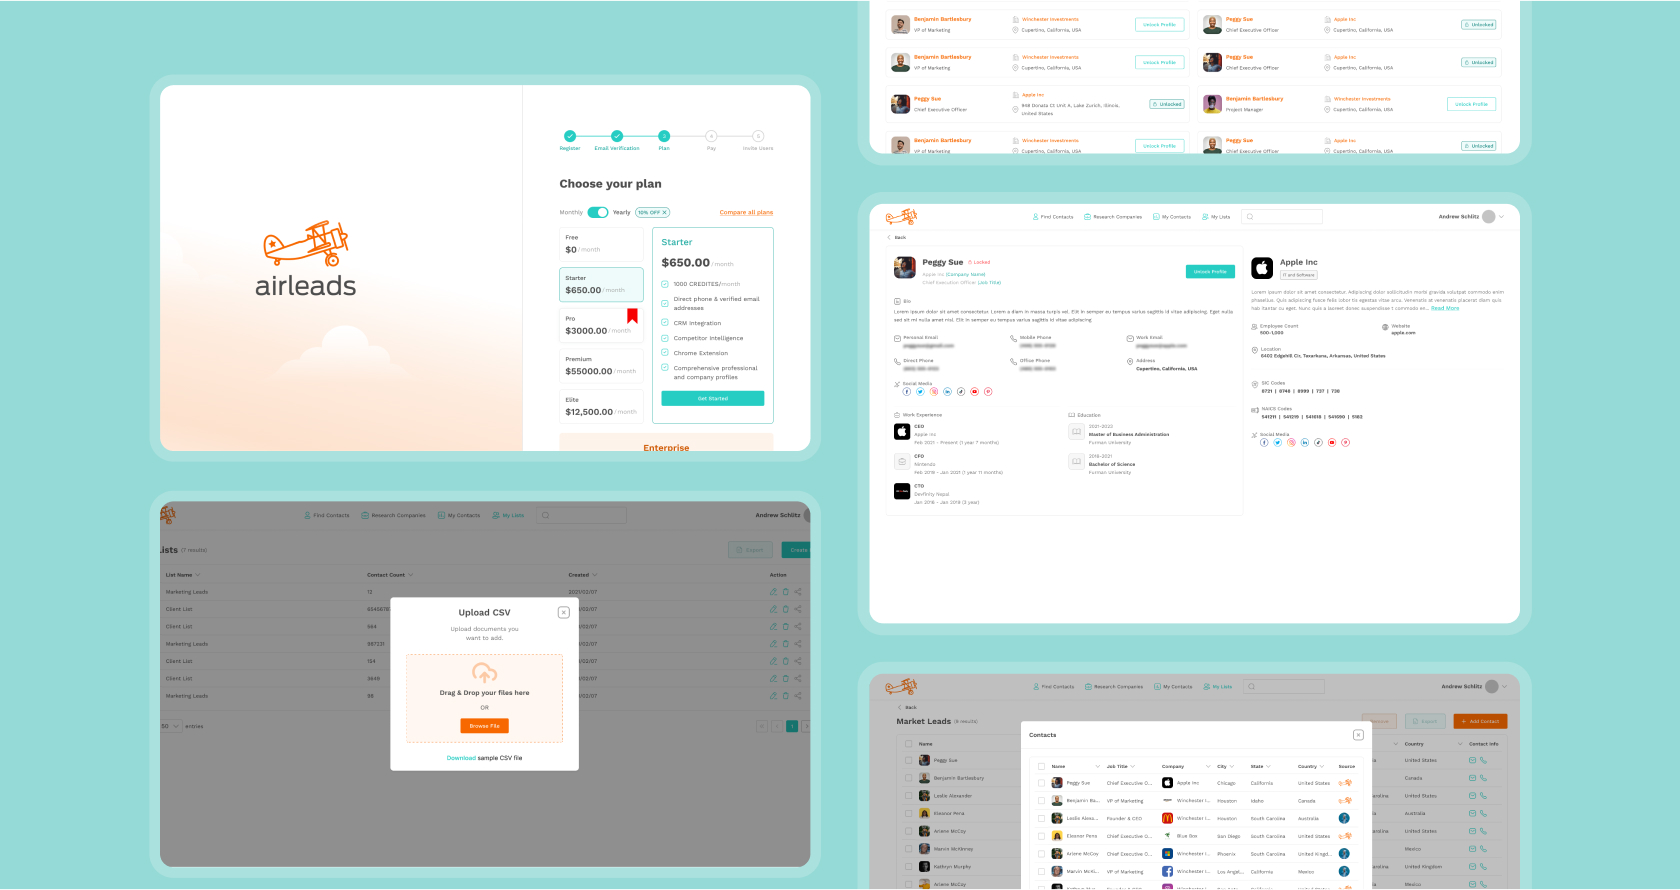 airleads
Register Email Verification Plan Pay Invite Users
3 4 5
Choose your plan
Monthly Yearly 10% OFF Compare all plans
Free
$0 /month
Starter
$650.00 /month
Pro
$3000.00 /month
Premium
$55000.00 /month
Elite
$12,500.00 /month
Starter
$650.00 /month
1000 CREDITES/month
Direct phone & verified email
addresses
CRM Integration
Competitor Intelligence
Chrome Extension
Comprehensive professional
and company profiles
Get Started
Enterprise
Find Contacts Research Companies My Contacts My Lists Andrew Schlitz
Lists (7 results) Export Create
List Name Contact Count Created Action
Marketing Leads 12 2021/02/07
Client List
Client List 564 /02/07
Marketing Leads 897231 /02/07
Client List 154 /02/07
Client List 5649 /02/07
Marketing Leads 98 /02/07
50 entries 1
Upload CSV
Upload documents you
want to add.
Drag & Drop your files here
OR
Browse File
Download sample CSV file
Benjamin Bartlesbury Winchester Investments Unlock Profile Peggy Sue Apple Inc Unlocked
VP of Marketing Cupertino, California, USA Chief Executive Officer Cupertino, California, USA
Benjamin Bartlesbury Winchester Investments Unlock Profile Peggy Sue Apple Inc Unlocked
VP of Marketing Cupertino, California, USA Chief Executive Officer Cupertino, California, USA
Peggy Sue Apple Inc Unlocked Benjamin Bartlesbury Winchester Investments Unlock Profile
Chief Executive Officer 948 Donata Ct Unit A, Lake Zurich, Illinois,
United States Project Manager Cupertino, California, USA
Benjamin Bartlesbury Winchester Investments Unlock Profile Peggy Sue Apple Inc Unlocked
VP of Marketing Cupertino, California, USA Chief Executive Officer Cupertino, California, USA
Find Contacts Research Companies My Contacts My Lists Andrew Schlitz
Back
Peggy Sue Locked
Apple Inc (Company Name)
Chief Executive Officer (Job Title)
Unlock Profile
Bio
Lorem ipsum dolor sit amet consectetur. Lorem a diam in a massa turpis vel. Elit in semper eu tempus varius sagittis id vitae adipiscing. Eget nulla
sed sit mi nulla amet nisl. Elit in semper eu tempus varius sagittis id vitae adipiscing
Personal Email Mobile Phone Work Email
Direct Phone Office Phone Address
Cupertino, California, USA
Social Media
Work Experience
CEO
Apple Inc
Feb 2021 - Present (1 year 7 months)
CFO
Nintendo
Feb 2019 - Jan 2021 (1 year 11 months)
CTO
Devfinity Nepal
Jan 2016 - Jan 2019 (3 year)
Education
2021-2023
Master of Business Administration
Furman University
2018-2021
Bachelor of Science
Furman University
Apple Inc
IT and Software
Lorem ipsum dolor sit amet consectetur. Adipiscing dolor sollicitudin morbi gravida volutpat commodo enim
phasellus. Quis adipiscing fusce felis lobor tis egestas vitae arcu. Venenatis et venenatis placerat diam quis
hab itantar cu eget. Nunc quis a laoreet donec suspendisse t commodo en... Read More
Employee Count Website
500-1,000 apple.com
Location
6402 Edgehill Cir, Texarkana, Arkansas, United States
SIC Codes
8721 | 8748 | 8999 | 737 | 738
NAICS Codes
541211 | 541219 | 541618 | 541990 | 5182
Social Media
Find Contacts Research Companies My Contacts My Lists Andrew Schlitz
Back
Market Leads (9 results) Remove Export + Add Contact
Name Country Contact Info
Peggy Sue United States
Benjamin Bartlesbury Canada
Leslie Alexander United States
Eleanor Pena Australia
Arlene McCoy United States
Marvin McKinney Mexico
Kathryn Murphy United Kingdom
Arlene McCoy Mexico
Contacts
Name Job Title Company City State Country Source
Peggy Sue Chief Executive O... Apple Inc Chicago California United States
Benjamin Ba... VP of Marketing Winchester I... Houston Idaho Canada
Leslie Alexa... Founder & CEO Winchester I... Houston South Carolina Australia
Eleanor Pena Chief Executive O... Blue Sox San Diego South Carolina United States
Arlene McCoy Chief Executive O... Winchester I... Phoenix South Carolina United Kingd...
Marvin McKi... VP of Marketing Winchester I... Los Angel... California Mexico